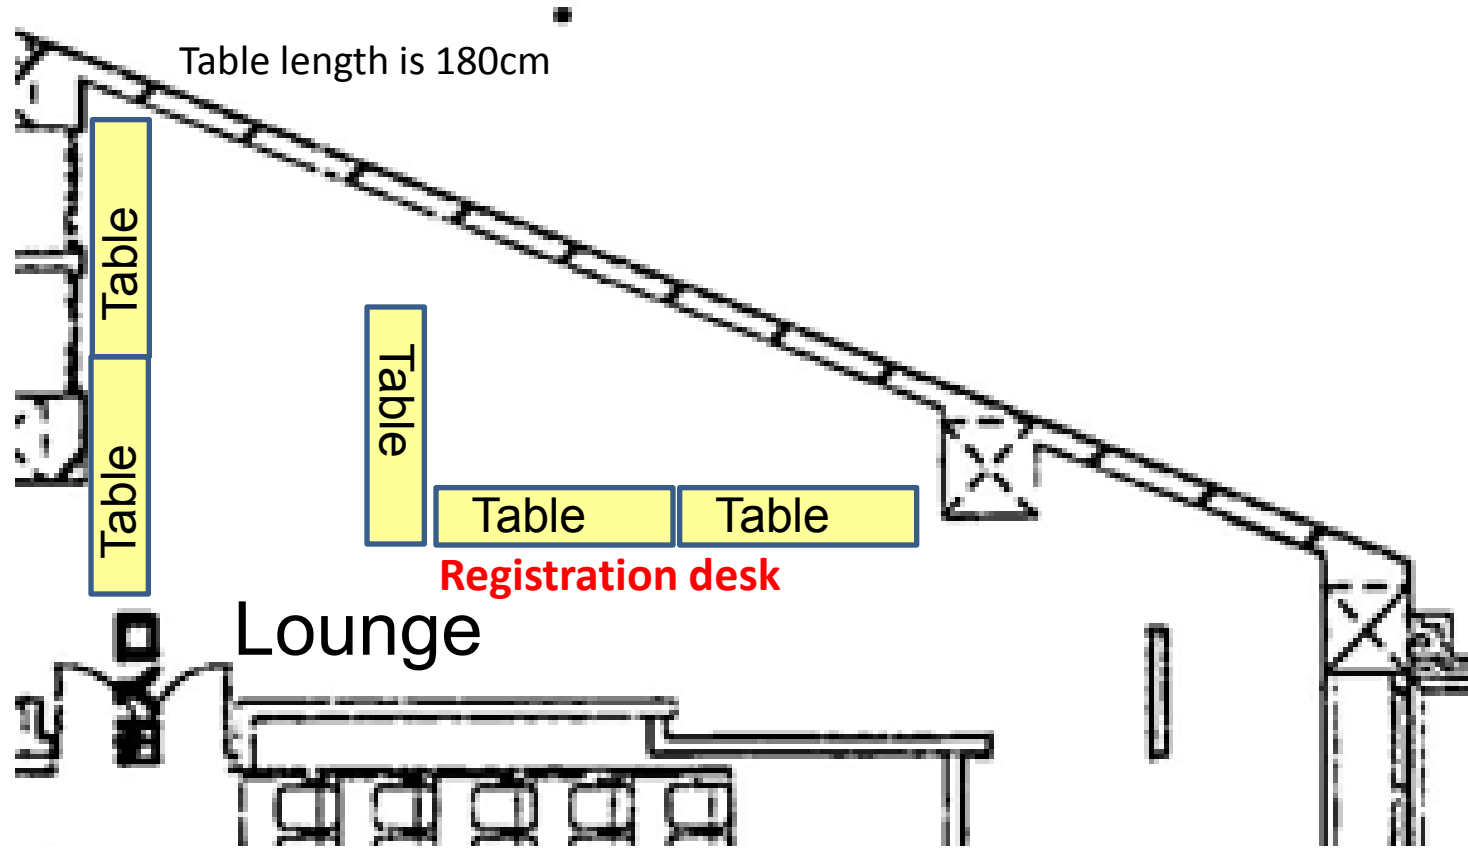 Table length is 180cm
Table
Table
Table
Table
Table
Registration desk
Lounge